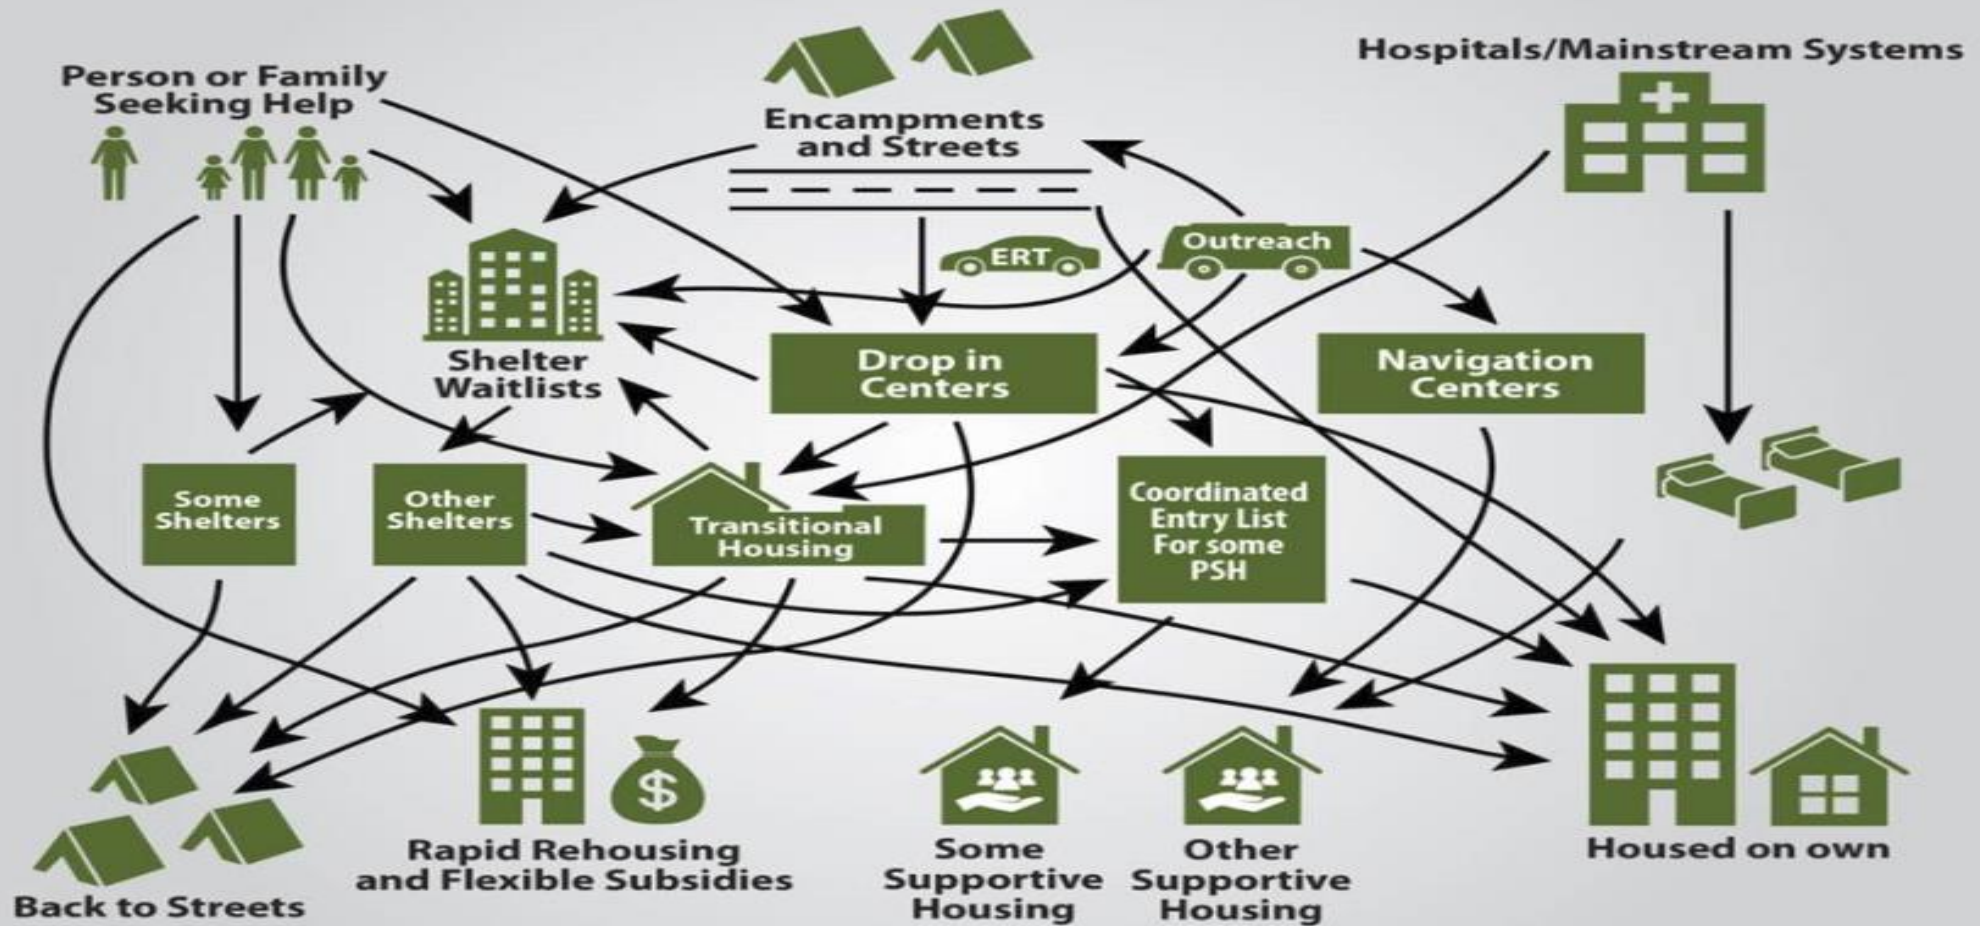 Person or Family
Seeking Help
Encampments
and Streets
Hospitals/Mainstream Systems
ERT
Outreach
Shelter
Waitlists
Drop in
Centers
Navigation
Centers
Some
Shelters
Other
Shelters
Transitional
Housing
Coordinated
Entry List
For some
PSH
Back to Streets
$
Rapid Rehousing
and Flexible Subsidies
Some
Supportive
Housing
Other
Supportive
Housing
Housed on own